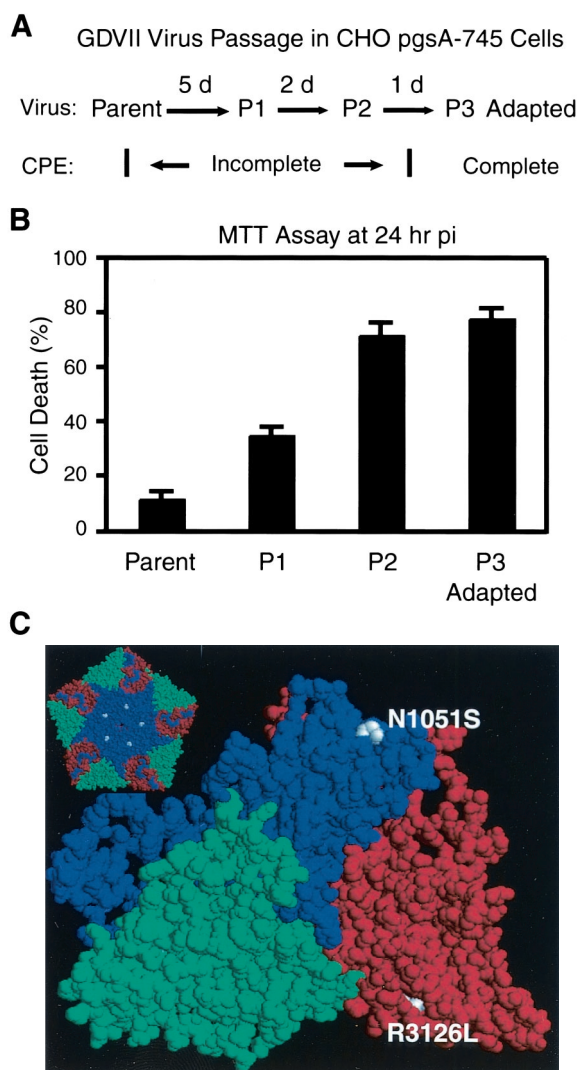 A
GDVII Virus Passage in CHO pgsA-745 Cells
5 d 2 d 1 d
Virus: Parent P1 P2 P3 Adapted
CPE: Incomplete Complete
B
MTT Assay at 24 hr pi
100
80
60
40
20
0
Cell Death (%)
Parent P1 P2 P3
Adapted
C
N1051S
R3126L